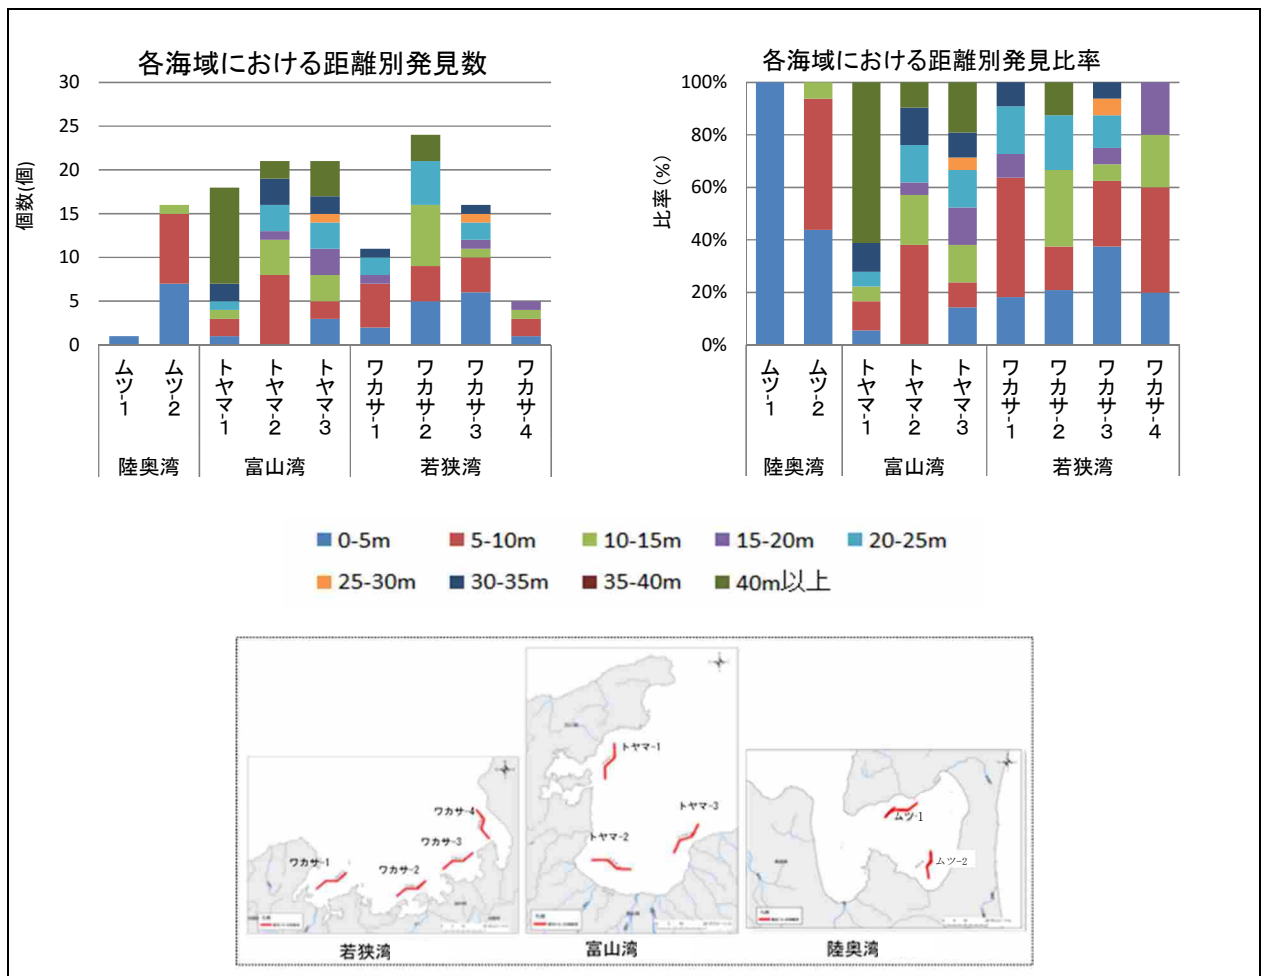 各海域における距離別発見数
30
25
20
15
10
5
0
個数(個)
ムツ-1
ムツ-2
トヤマ-1
トヤマ-2
トヤマ-3
ワカサ-1
ワカサ-2
ワカサ-3
ワカサ-4
陸奥湾
富山湾
若狭湾
各海域における距離別発見比率
100%
80%
60%
40%
20%
0%
比率(%)
ムツ-1
ムツ-2
トヤマ-1
トヤマ-2
トヤマ-3
ワカサ-1
ワカサ-2
ワカサ-3
ワカサ-4
陸奥湾
富山湾
若狭湾
0-5m
5-10m
10-15m
15-20m
20-25m
25-30m
30-35m
35-40m
40m以上
ワカサ-4
ワカサ-3
ワカサ-1
ワカサ-2
若狭湾
トヤマ-1
トヤマ-3
トヤマ-2
富山湾
ムツ-1
ムツ-2
陸奥湾